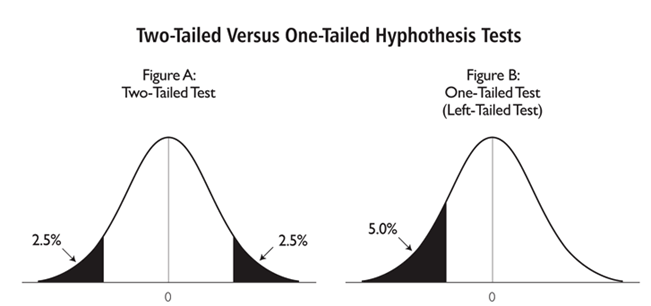 Two-Tailed Versus One-Tailed Hyphothesis Tests
Figure A:
Two-Tailed Test
2.5%
2.5%
0
Figure B:
One-Tailed Test
(Left-Tailed Test)
5.0%
0